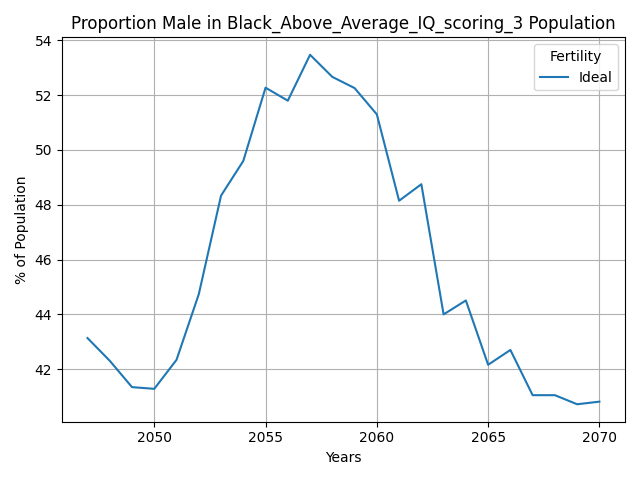 Proportion Male in Black_Above_Average_IQ_scoring_3 Population
Fertility
Ideal
54
52
50
48
46
44
42
% of Population
2050
2055
2060
2065
2070
Years